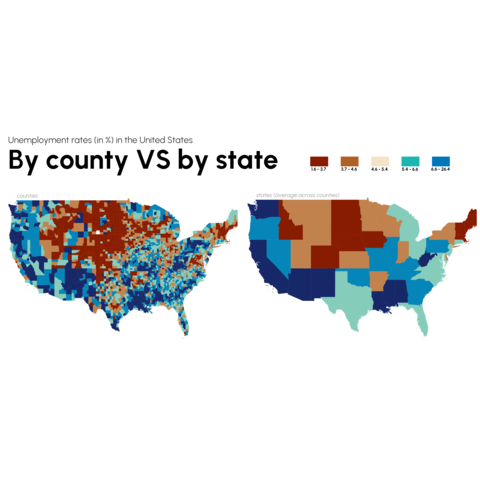 Unemployment rates (in %) in the United States
By county VS by state
1.6 - 3.7 3.7 - 4.6 4.6 - 5.4 5.4 - 6.6 6.6 - 26.4
counties
states (average across counties)